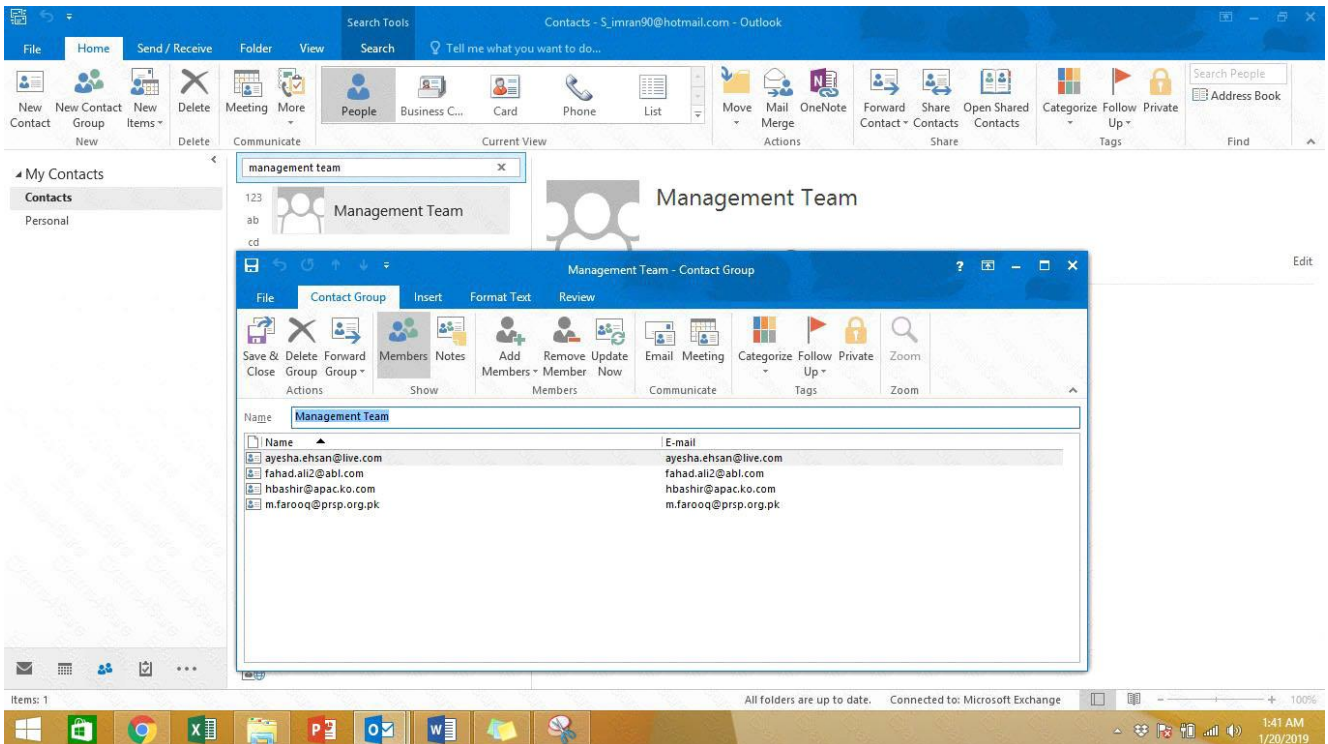 Search Tools
Contacts - S_imran90@hotmail.com - Outlook
File Home Send / Receive Folder View Search Tell me what you want to do...
New Contact
New Contact Group
New Items
Delete
Meeting
More
People
Business C...
Card
Phone
List
Move
Mail Merge
OneNote
Forward Contact
Share Contacts
Open Shared Contacts
Categorize
Follow Up
Private
Search People
Address Book
New Delete Communicate Current View Actions Share Tags Find
My Contacts
Contacts
Personal
management team
123
ab
cd
Management Team
Management Team
Edit
Management Team - Contact Group
?
File Contact Group Insert Format Text Review
Save & Close
Delete Group
Forward Group
Members
Notes
Add Members
Remove Member
Update Now
Email
Meeting
Categorize
Follow Up
Private
Zoom
Actions Show Members Communicate Tags Zoom
Name Management Team
Name E-mail
ayesha.ehsan@live.com ayesha.ehsan@live.com
fahad.ali2@abl.com fahad.ali2@abl.com
hbashir@apac.ko.com hbashir@apac.ko.com
m.farooq@prsp.org.pk m.farooq@prsp.org.pk
Items: 1
All folders are up to date. Connected to: Microsoft Exchange
100%
1:41 AM
1/20/2019